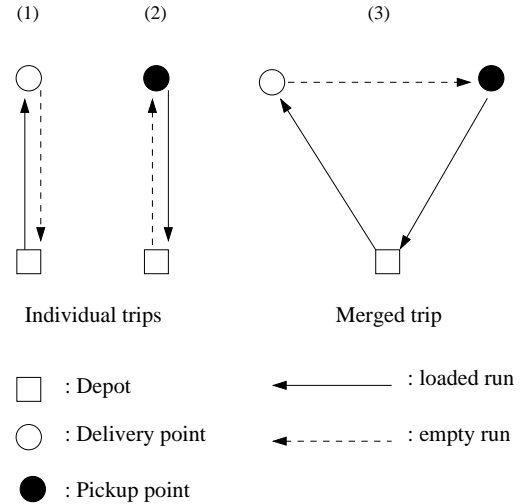 (1) (2) (3)
Individual trips Merged trip
: Depot : loaded run
: Delivery point : empty run
: Pickup point